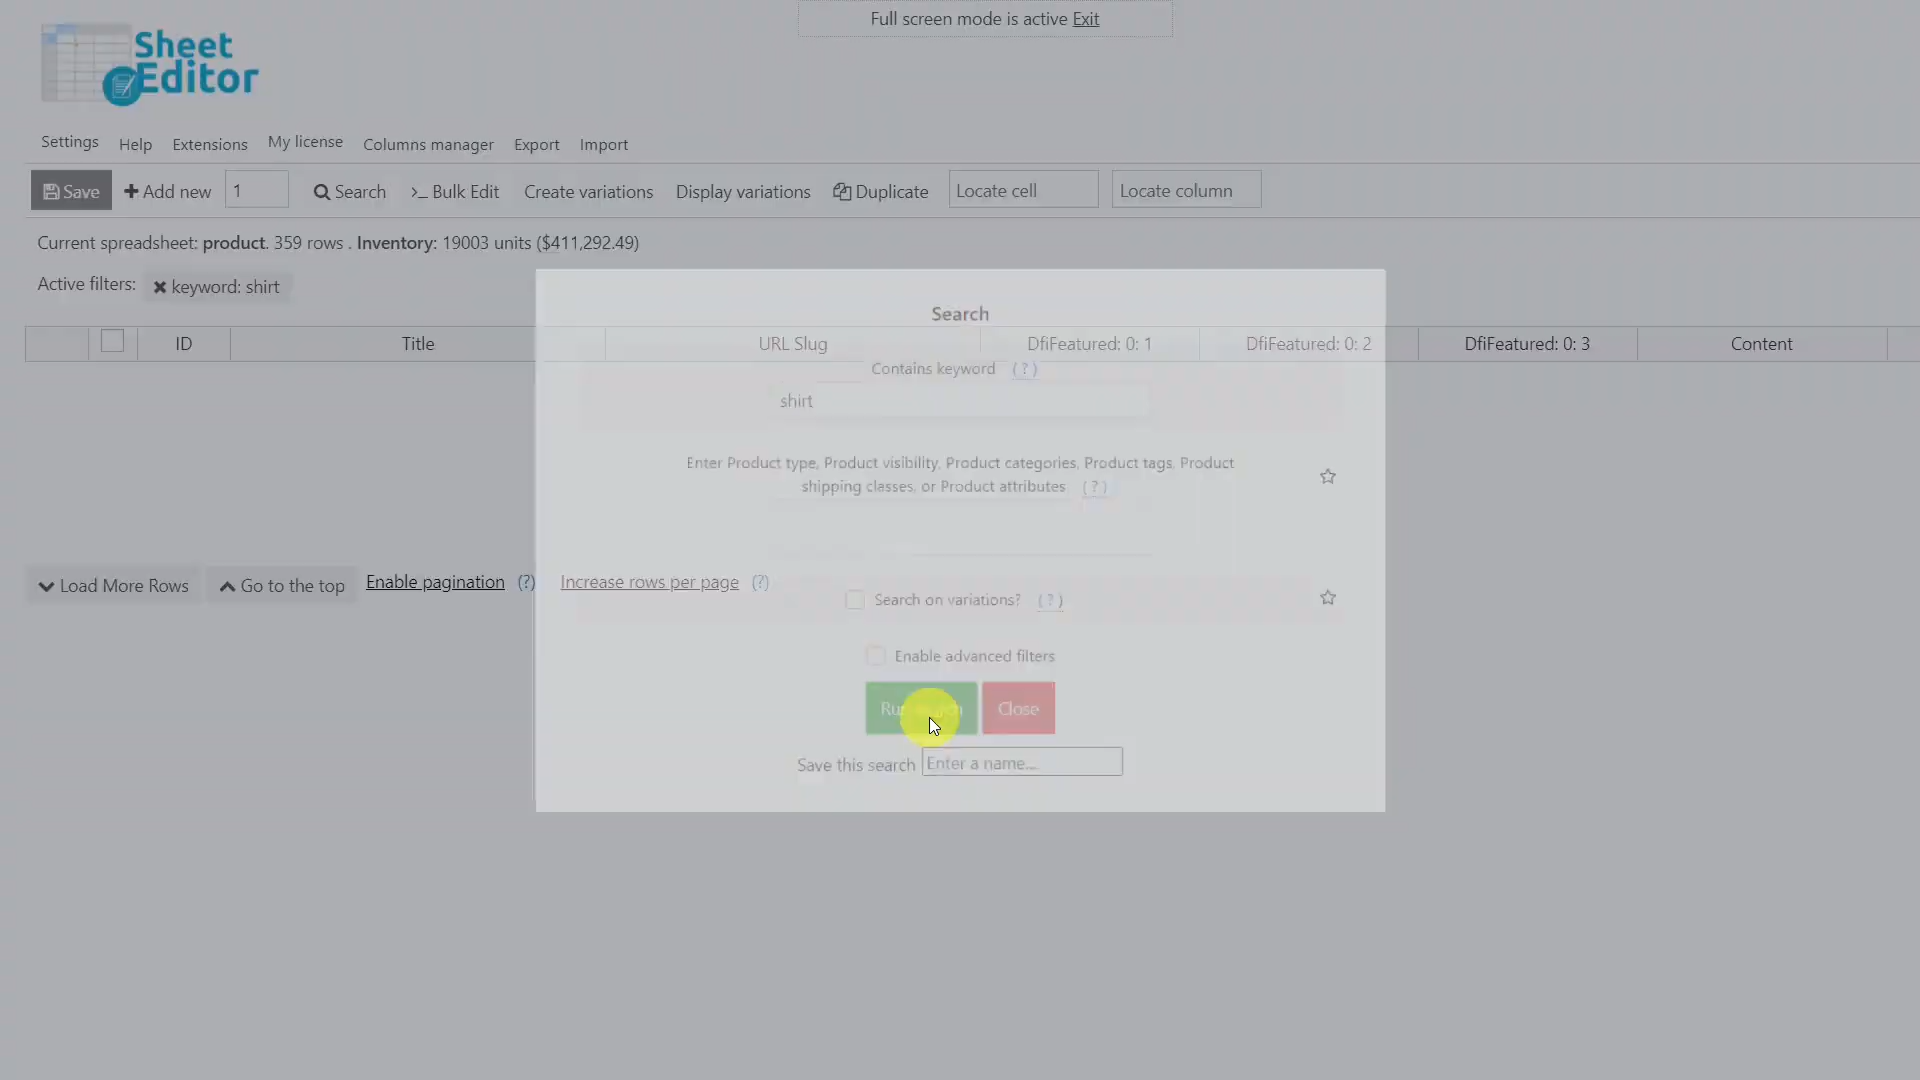 Full screen mode is active Exit
Sheet
Editor
Settings Help Extensions My license Columns manager Export Import
Save Add new 1 Search >_ Bulk Edit Create variations Display variations Duplicate Locate cell Locate column
Current spreadsheet: product. 359 rows . Inventory: 19003 units ($411,292.49)
Active filters: keyword: shirt
Search
ID Title URL Slug DfiFeatured: 0: 1 DfiFeatured: 0: 2 DfiFeatured: 0: 3 Content
Contains keyword (?)
shirt
Enter Product type, Product visibility, Product categories, Product tags, Product
shipping classes, or Product attributes (?)
Load More Rows Go to the top Enable pagination (?) Increase rows per page (?)
Search on variations? (?)
Enable advanced filters
Close
Save this search Enter a name...